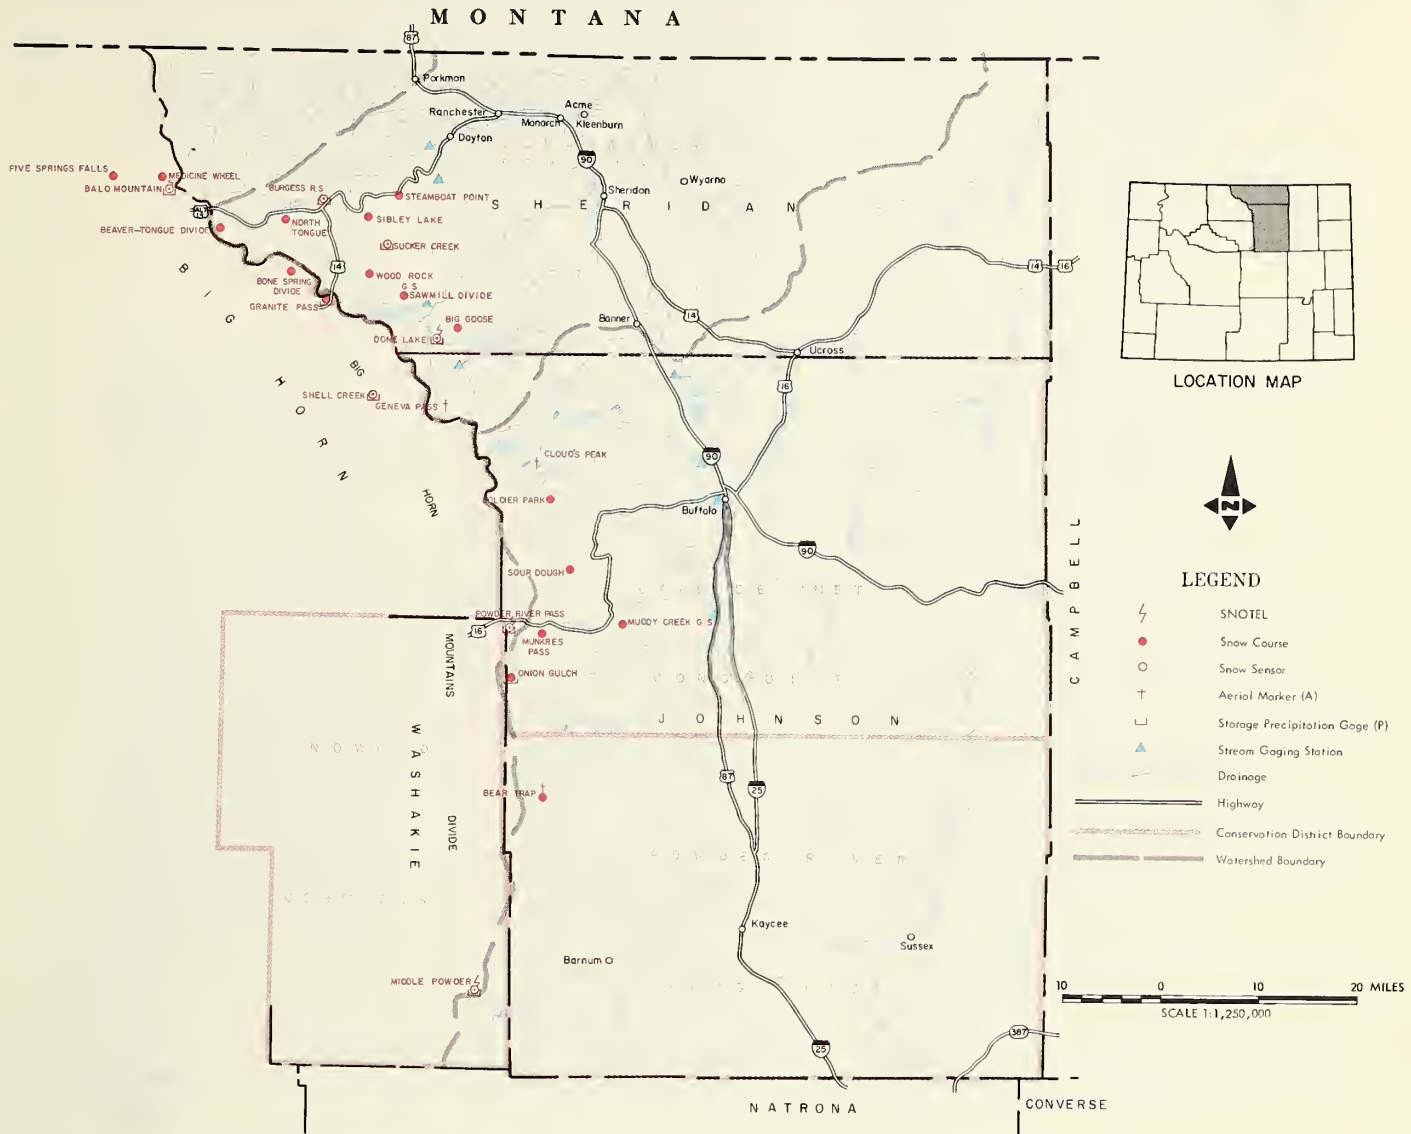 MONTANA
87
Parkman
Ranchester
Acme
Monarch
Kleenburn
Dayton
90
FIVE SPRINGS FALLS
MEDICINE WHEEL
BALD MOUNTAIN
BURGESS R.S
STEAMBOAT POINT
Sheridan
Wyarno
SHERIDAN
ALT
14
NORTH
TONGUE
SIBLEY LAKE
BEAVER-TONGUE DIVIDE
SUCKER CREEK
14
BONE SPRING
DIVIDE
WOOD ROCK
G S
SAWMILL DIVIDE
GRANITE PASS
BIG GOOSE
DOME LAKE
14
16
Banner
14
Ucross
LOCATION MAP
BIG HORN
BIG
SHELL CREEK
GENEVA PASS
16
CLOUD'S PEAK
90
HORN
SOLDIER PARK
Buffalo
90
CAMPBELL
SOUR DOUGH
N
LEGEND
SNOTEL
Snow Course
Snow Sensor
Aerial Marker (A)
Storage Precipitation Gage (P)
Stream Gaging Station
Drainage
Highway
Conservation District Boundary
Watershed Boundary
POWDER RIVER PASS
16
MUNKRES
PASS
MUDDY CREEK G S
MOUNTAINS
ONION GULCH
JOHNSON
WASHAKIE
87
25
BEAR TRAP
DIVIDE
POWDER RIVER
Kaycee
Sussex
Barnum
MIDDLE POWDER
10 0 10 20 MILES
SCALE 1:1,250,000
387
25
NATRONA
CONVERSE